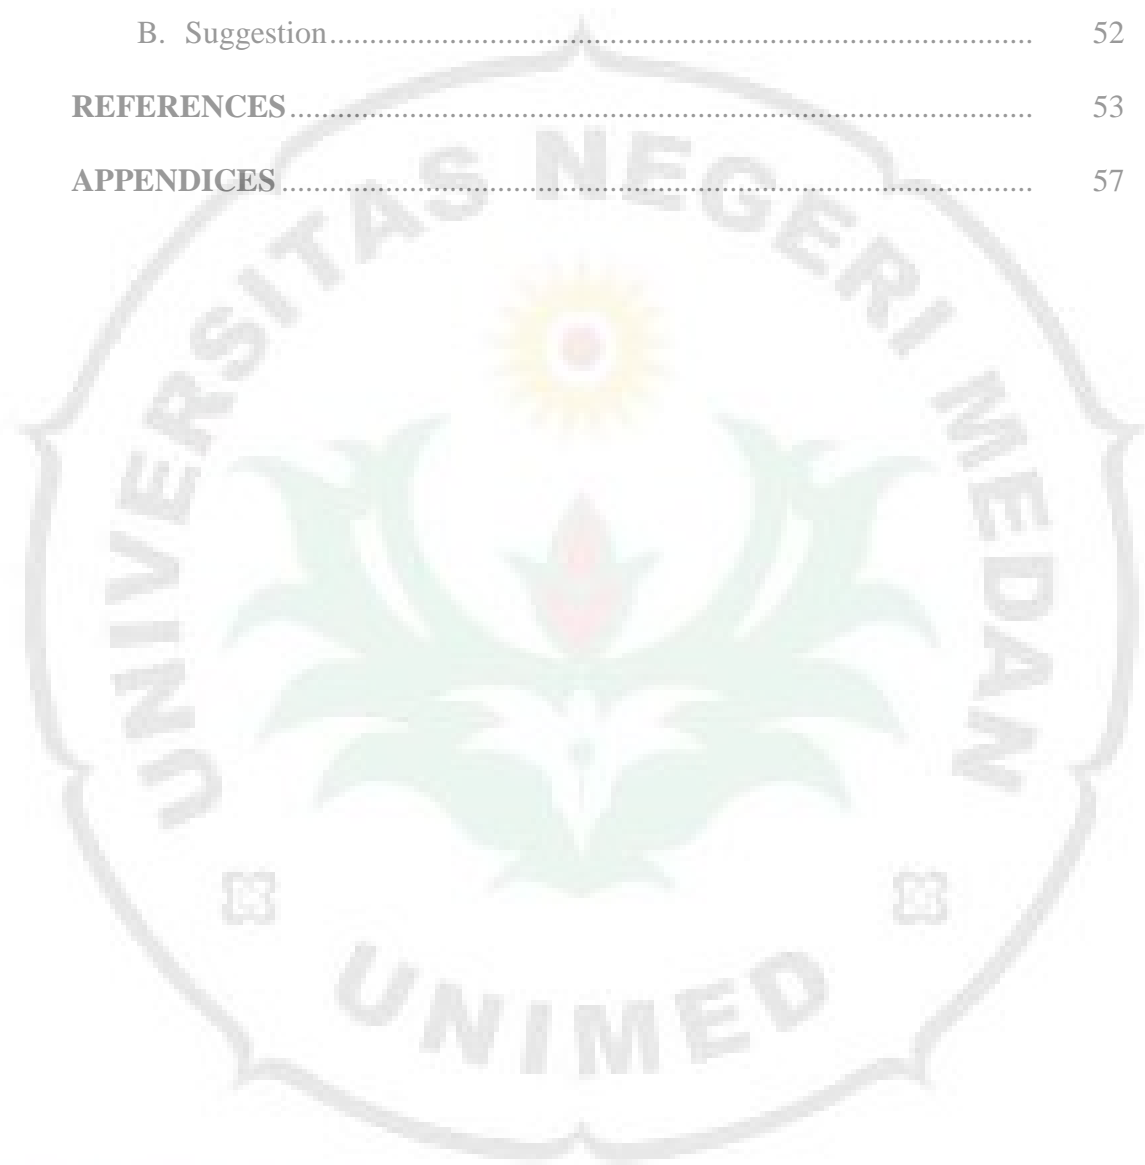 B. Suggestion.......................................................................................... 52
REFERENCES.............................................................................................. 53
APPENDICES............................................................................................... 57
UNIVERSITAS NEGERI MEDAN
UNIMED